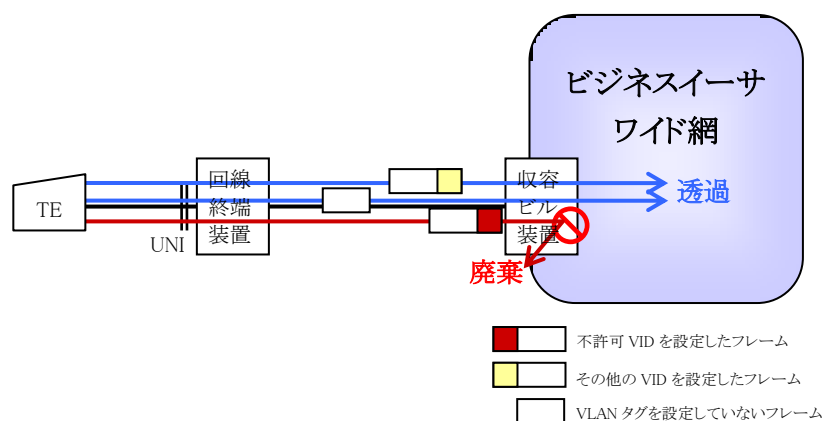 ビジネスイーサ
ワイド網
回線
終端
装置
収容
ビル
装置
透過
TE
UNI
廃棄
不許可 VID を設定したフレーム
その他の VID を設定したフレーム
VLAN タグを設定していないフレーム